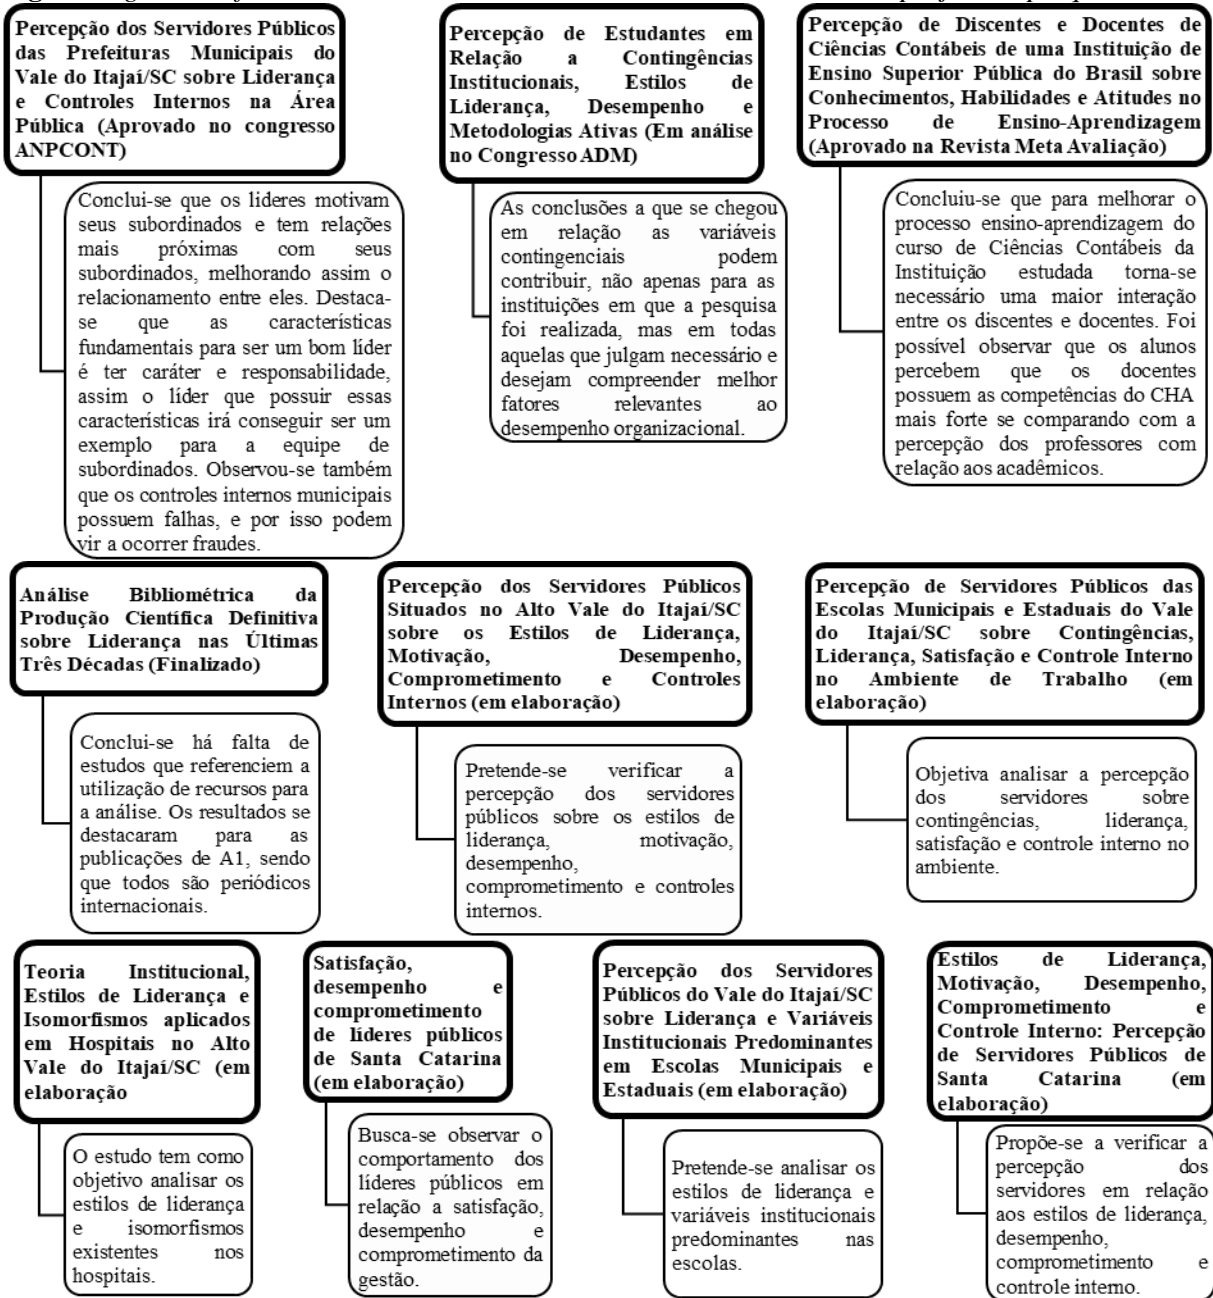 Percepção dos Servidores Públicos
das Prefeituras Municipais do
Vale do Itajaí/SC sobre Liderança
e Controles Internos na Área
Pública (Aprovado no congresso
ANPCONT)
Conclui-se que os lideres motivam
seus subordinados e tem relações
mais próximas com seus
subordinados, melhorando assim o
relacionamento entre eles. Destaca-
se que as características
fundamentais para ser um bom líder
é ter caráter e responsabilidade,
assim o líder que possuir essas
características irá conseguir ser um
exemplo para a equipe de
subordinados. Observou-se também
que os controles internos municipais
possuem falhas, e por isso podem
vir a ocorrer fraudes.
Percepção de Estudantes em
Relação a Contingências
Institucionais, Estilos de
Liderança, Desempenho e
Metodologias Ativas (Em análise
no Congresso ADM)
As conclusões a que se chegou
em relação as variáveis
contingenciais podem
contribuir, não apenas para as
instituições em que a pesquisa
foi realizada, mas em todas
aquelas que julgam necessário e
desejam compreender melhor
fatores relevantes ao
desempenho organizacional.
Percepção de Discentes e Docentes de
Ciências Contábeis de uma Instituição de
Ensino Superior Pública do Brasil sobre
Conhecimentos, Habilidades e Atitudes no
Processo de Ensino-Aprendizagem
(Aprovado na Revista Meta Avaliação)
Concluiu-se que para melhorar o
processo ensino-aprendizagem do
curso de Ciências Contábeis da
Instituição estudada torna-se
necessário uma maior interação
entre os discentes e docentes. Foi
possível observar que os alunos
percebem que os docentes
possuem as competências do CHA
mais forte se comparando com a
percepção dos professores com
relação aos acadêmicos.
Análise Bibliométrica da
Produção Científica Definitiva
sobre Liderança nas Últimas
Três Décadas (Finalizado)
Conclui-se há falta de
estudos que referenciem a
utilização de recursos para
a análise. Os resultados se
destacaram para as
publicações de A1, sendo
que todos são periódicos
internacionais.
Percepção dos Servidores Públicos
Situados no Alto Vale do Itajaí/SC
sobre os Estilos de Liderança,
Motivação, Desempenho,
Comprometimento e Controles
Internos (em elaboração)
Pretende-se verificar a
percepção dos servidores
públicos sobre os estilos de
liderança, motivação,
desempenho,
comprometimento e controles
internos.
Percepção de Servidores Públicos das
Escolas Municipais e Estaduais do Vale
do Itajaí/SC sobre Contingências,
Liderança, Satisfação e Controle Interno
no Ambiente de Trabalho (em
elaboração)
Objetiva analisar a percepção
dos servidores sobre
contingências, liderança,
satisfação e controle interno no
ambiente.
Teoria Institucional,
Estilos de Liderança e
Isomorfismos aplicados
em Hospitais no Alto
Vale do Itajaí/SC (em
elaboração
O estudo tem como
objetivo analisar os
estilos de liderança
e isomorfismos
existentes nos
hospitais.
Satisfação,
desempenho e
comprometimento
de líderes públicos
de Santa Catarina
(em elaboração)
Busca-se observar o
comportamento dos
líderes públicos em
relação a satisfação,
desempenho e
comprometimento da
gestão.
Percepção dos Servidores
Públicos do Vale do Itajaí/SC
sobre Liderança e Variáveis
Institucionais Predominantes
em Escolas Municipais e
Estaduais (em elaboração)
Pretende-se analisar os
estilos de liderança e
variáveis institucionais
predominantes nas
escolas.
Estilos de Liderança,
Motivação, Desempenho,
Comprometimento e
Controle Interno: Percepção
de Servidores Públicos de
Santa Catarina (em
elaboração)
Propõe-se a verificar a
percepção dos
servidores em relação
aos estilos de liderança,
desempenho,
comprometimento e
controle interno.